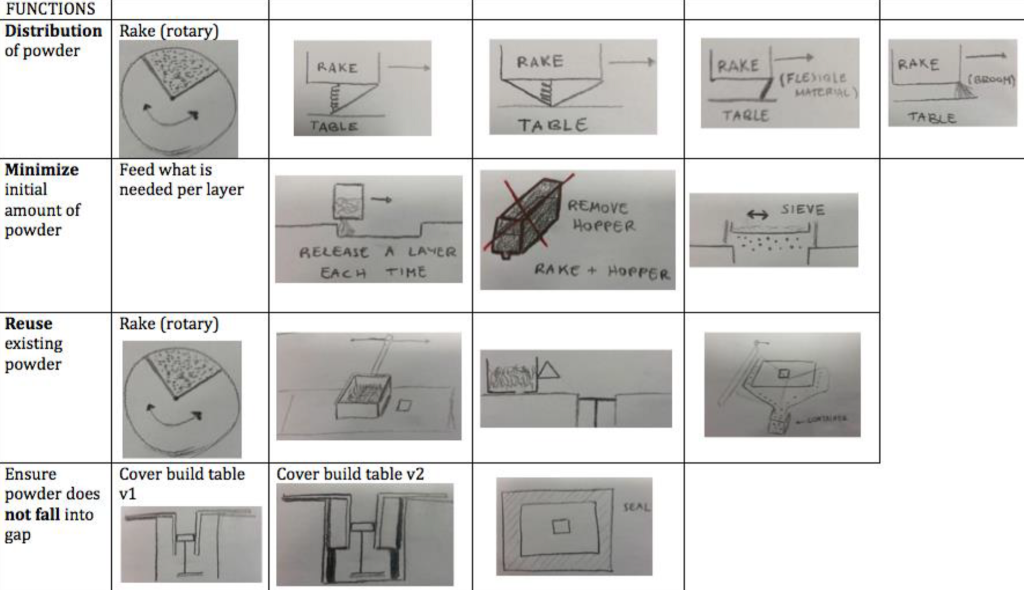 FUNCTIONS
Distribution
of powder
Rake (rotary)
RAKE
TABLE
RAKE
TABLE
RAKE
(FLEXIBLE
MATERIAL)
TABLE
RAKE
(BROOM)
TABLE
Minimize
initial
amount of
powder
Feed what is
needed per layer
RELEASE A LAYER
EACH TIME
REMOVE
HOPPER
RAKE + HOPPER
SIEVE
Reuse
existing
powder
Rake (rotary)
CONTAINER
Ensure
powder does
not fall into
gap
Cover build table
v1
Cover build table v2
SEAL